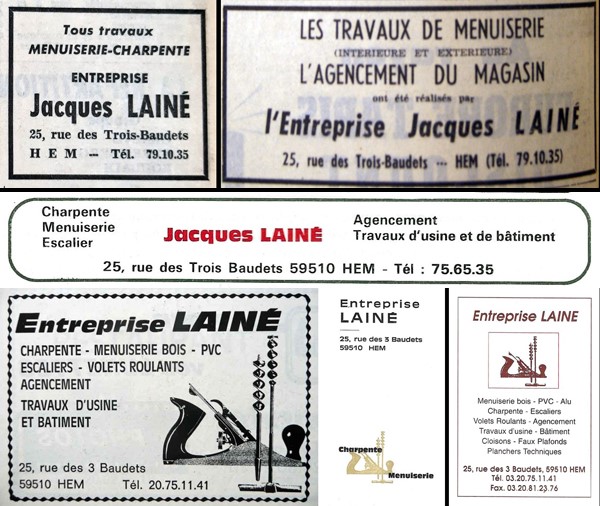 Tous travaux
MENUISERIE-CHARPENTE
ENTREPRISE
Jacques LAINÉ
25, rue des Trois-Baudets
HEM — Tél. 79.10.35
LES TRAVAUX DE MENUISERIE
(INTERIEURE ET EXTERIEURE)
L'AGENCEMENT DU MAGASIN
ont été réalisés par
l'Entreprise Jacques LAINÉ
25, rue des Trois-Baudets --- HEM (Tél. 79.10.35)
Charpente
Menuiserie
Escalier
Jacques LAINÉ
Agencement
Travaux d'usine et de bâtiment
25, rue des Trois Baudets 59510 HEM - Tél : 75.65.35
Entreprise LAINÉ
CHARPENTE - MENUISERIE BOIS - PVC
ESCALIERS - VOLETS ROULANTS
AGENCEMENT
TRAVAUX D'USINE
ET BATIMENT
25, rue des 3 Baudets
59510 HEM Tél. 20.75.11.41
Entreprise
LAINÉ
25, rue des 3 Baudets
59510 HEM
Charpente
Menuiserie
Entreprise LAINE
Menuiserie bois - PVC - Alu
Charpente - Escaliers
Volets Roulants - Agencement
Travaux d'usine - Bâtiment
Cloisons - Faux Plafonds
Planchers Techniques
25, rue des 3 Baudets, 59510 HEM
Tél. 03.20.75.11.41
Fax. 03.20.81.23.76